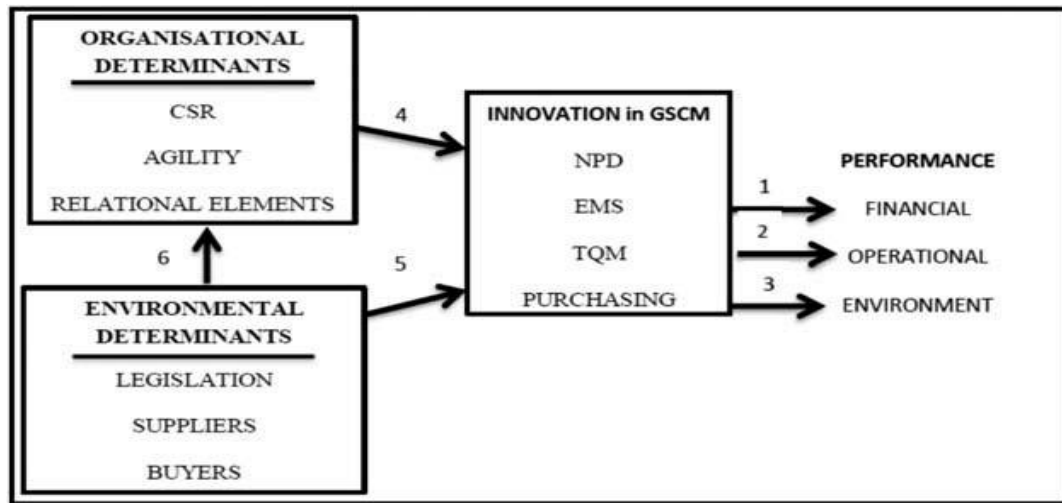 ORGANISATIONAL
DETERMINANTS
CSR
AGILITY
RELATIONAL ELEMENTS
4
6
5
ENVIRONMENTAL
DETERMINANTS
LEGISLATION
SUPPLIERS
BUYERS
INNOVATION in GSCM
NPD
EMS
TQM
PURCHASING
1
2
3
PERFORMANCE
FINANCIAL
OPERATIONAL
ENVIRONMENT